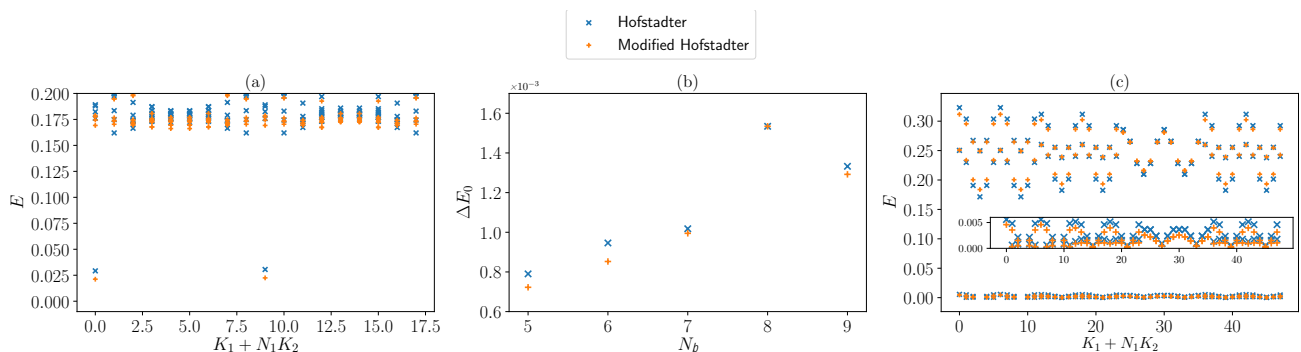 Hofstadter
Modified Hofstadter
(a)
0.200
0.175
0.150
0.125
0.100
0.075
0.050
0.025
0.000
E
0.0 2.5 5.0 7.5 10.0 12.5 15.0 17.5
K₁ + N₁K₂
(b)
×10⁻³
1.6
1.4
1.2
1.0
0.8
0.6
ΔE₀
5 6 7 8 9
N_b
(c)
0.30
0.25
0.20
0.15
0.10
0.05
0.00
E
0.005
0.000
0 10 20 30 40
0 10 20 30 40
K₁ + N₁K₂